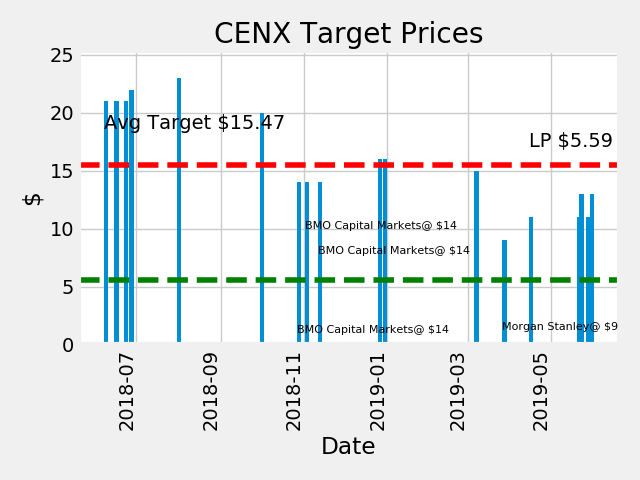 CENX Target Prices
25
20
15
10
5
0
$
Avg Target $15.47
LP $5.59
BMO Capital Markets@ $14
BMO Capital Markets@ $14
BMO Capital Markets@ $14
Morgan Stanley@ $9
2018-07
2018-09
2018-11
2019-01
2019-03
2019-05
Date